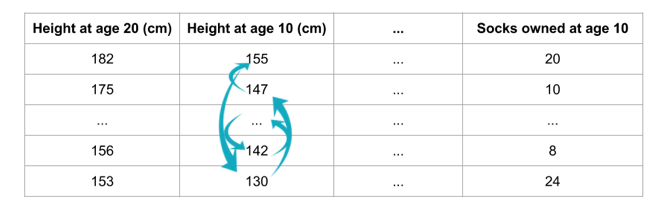 Height at age 20 (cm) Height at age 10 (cm) ... Socks owned at age 10
182 155 ... 20
175 147 ... 10
... ... ... ...
156 142 ... 8
153 130 ... 24